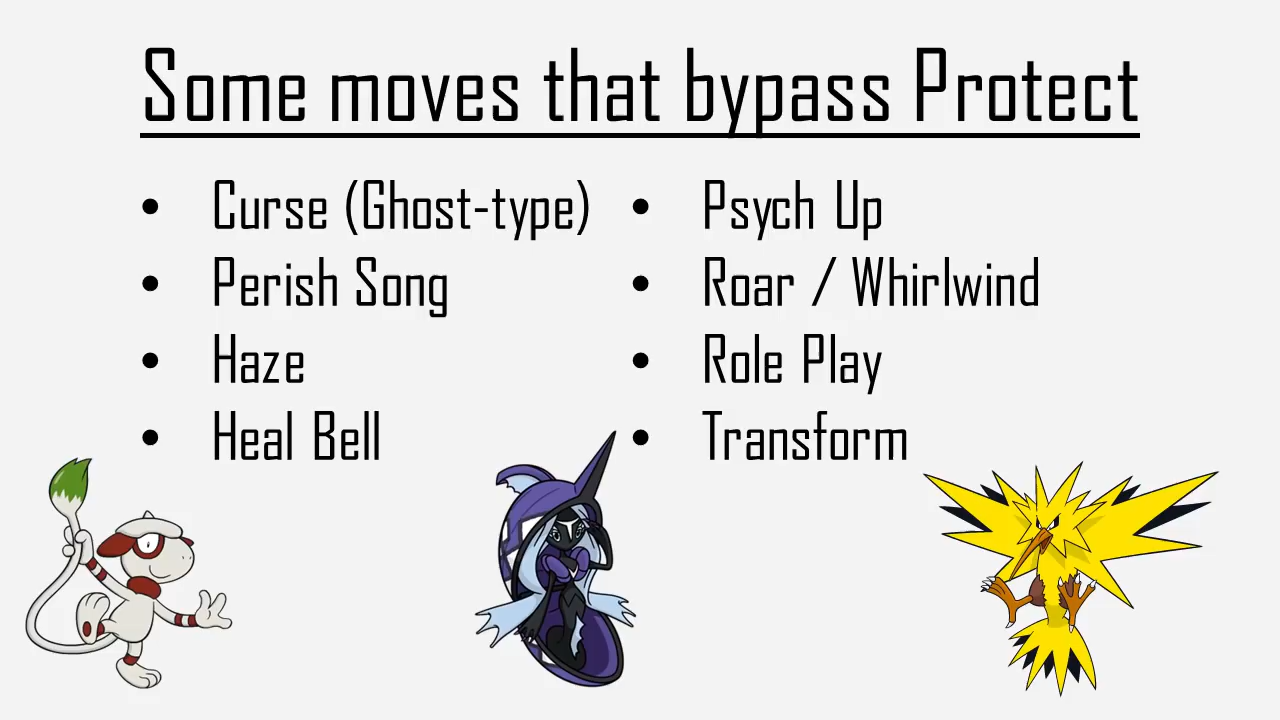 Some moves that bypass Protect
• Curse (Ghost-type)
• Perish Song
• Haze
• Heal Bell
• Psych Up
• Roar / Whirlwind
• Role Play
• Transform